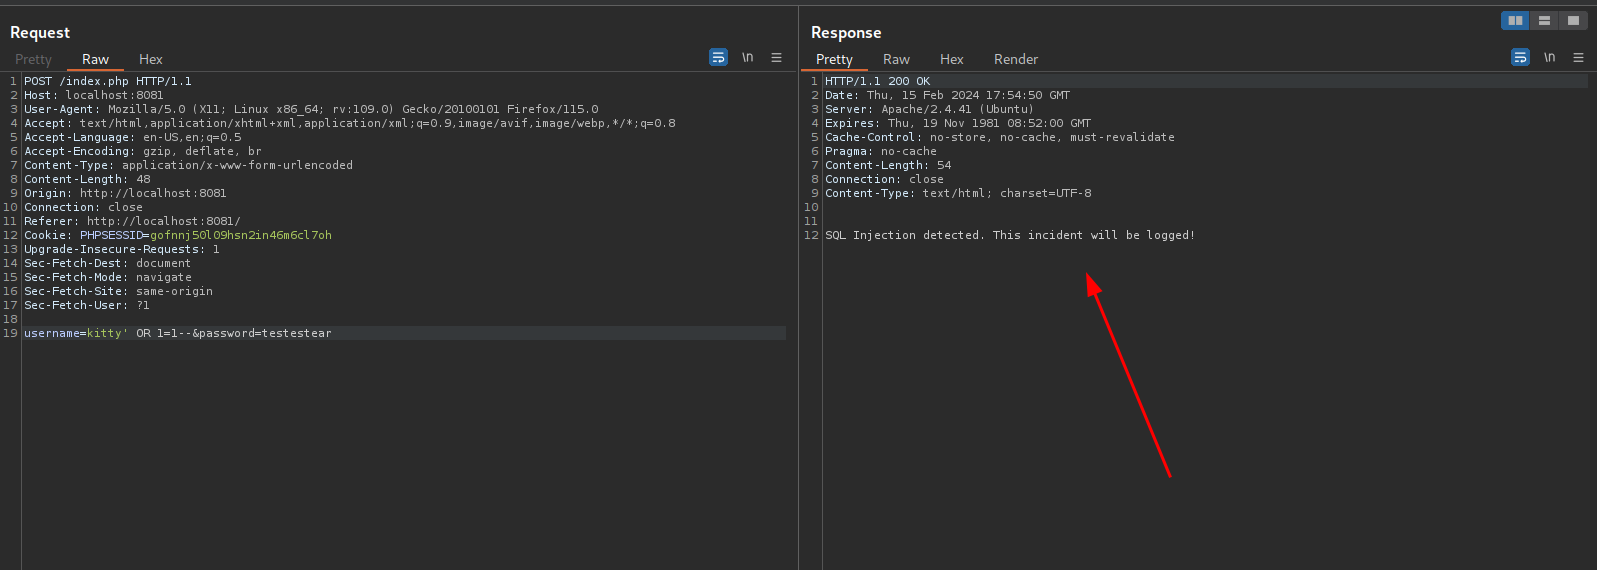 Request
Pretty Raw Hex
\n
1 POST /index.php HTTP/1.1
2 Host: localhost:8081
3 User-Agent: Mozilla/5.0 (X11; Linux x86_64; rv:109.0) Gecko/20100101 Firefox/115.0
4 Accept: text/html,application/xhtml+xml,application/xml;q=0.9,image/avif,image/webp,*/*;q=0.8
5 Accept-Language: en-US,en;q=0.5
6 Accept-Encoding: gzip, deflate, br
7 Content-Type: application/x-www-form-urlencoded
8 Content-Length: 48
9 Origin: http://localhost:8081
10 Connection: close
11 Referer: http://localhost:8081/
12 Cookie: PHPSESSID=gofnnj50l09hsn2in46m6cl7oh
13 Upgrade-Insecure-Requests: 1
14 Sec-Fetch-Dest: document
15 Sec-Fetch-Mode: navigate
16 Sec-Fetch-Site: same-origin
17 Sec-Fetch-User: ?1
18
19 username=kitty' OR 1=1--&password=testestear
Response
Pretty Raw Hex Render
\n
1 HTTP/1.1 200 OK
2 Date: Thu, 15 Feb 2024 17:54:50 GMT
3 Server: Apache/2.4.41 (Ubuntu)
4 Expires: Thu, 19 Nov 1981 08:52:00 GMT
5 Cache-Control: no-store, no-cache, must-revalidate
6 Pragma: no-cache
7 Content-Length: 54
8 Connection: close
9 Content-Type: text/html; charset=UTF-8
10
11
12 SQL Injection detected. This incident will be logged!